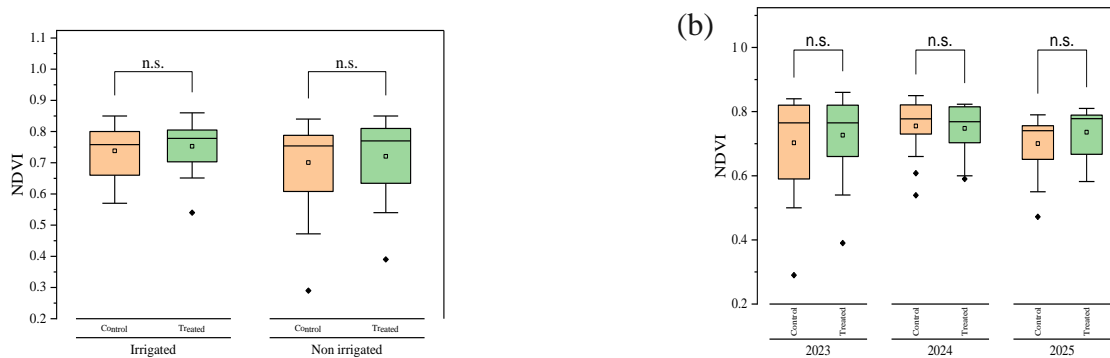 NDVI
1.1
1.0
0.9
0.8
0.7
0.6
0.5
0.4
0.3
0.2
n.s.
n.s.
Control
Treated
Control
Treated
Irrigated
Non irrigated
(b)
NDVI
1.0
0.8
0.6
0.4
0.2
n.s.
n.s.
n.s.
Control
Treated
Control
Treated
Control
Treated
2023
2024
2025